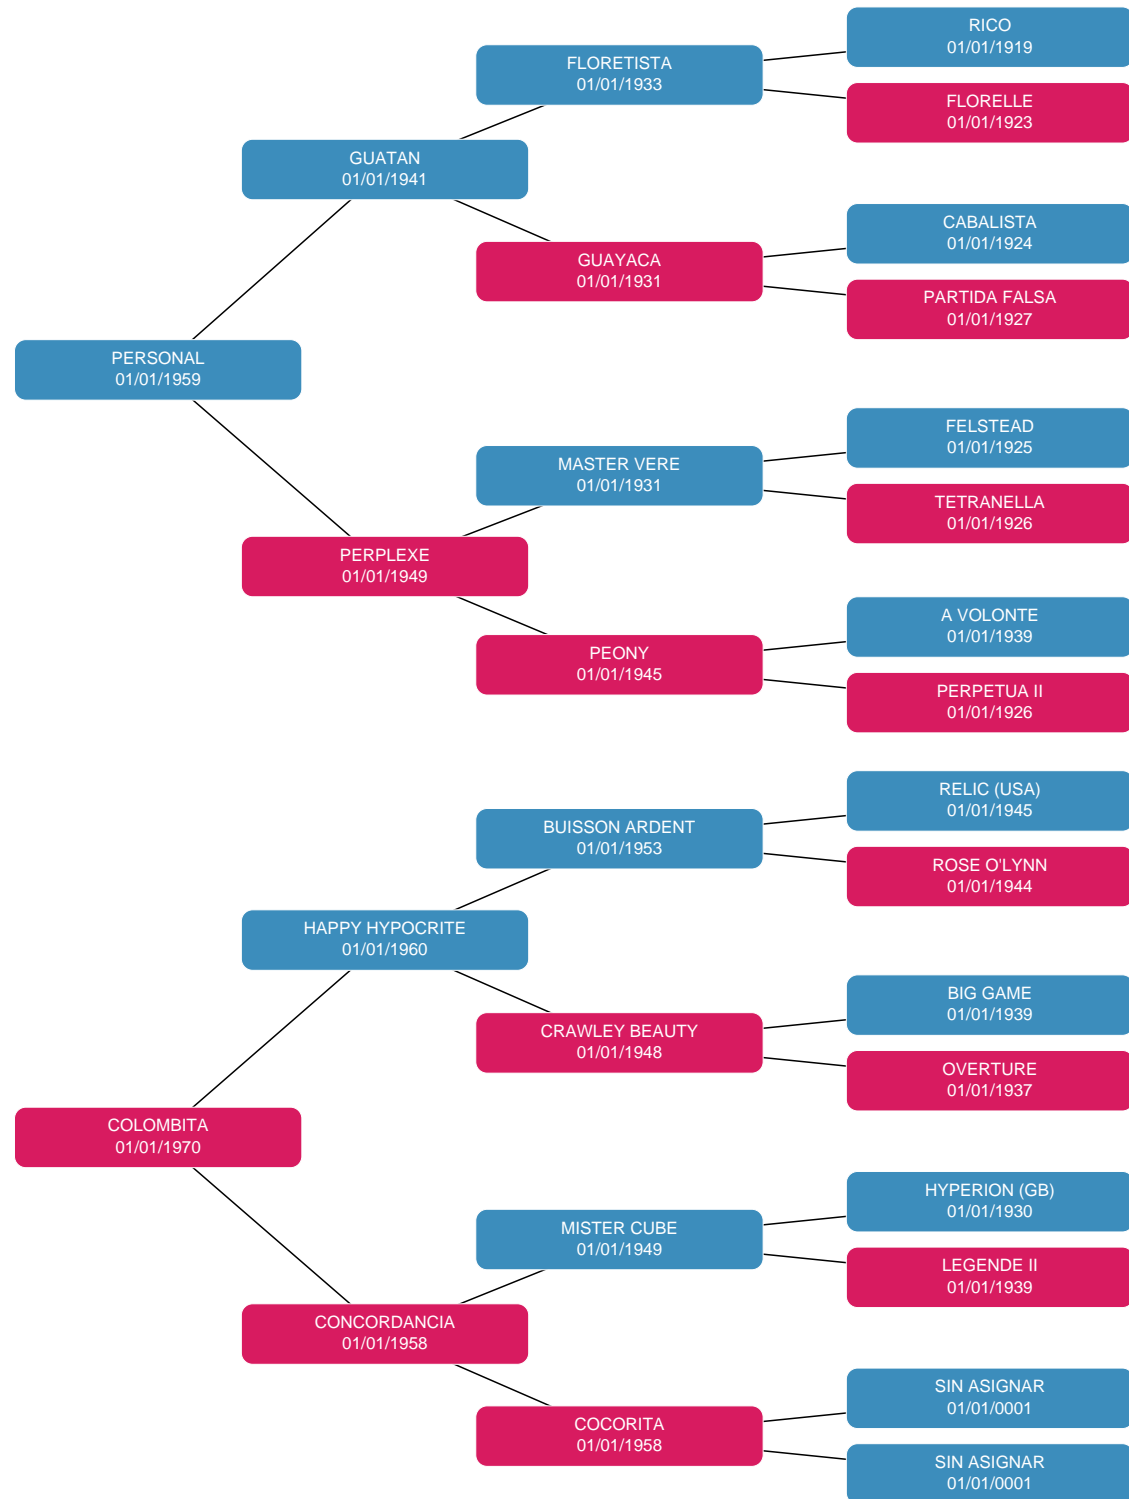 RICO
01/01/1919
FLORETISTA
01/01/1933
FLORELLE
01/01/1923
GUATAN
01/01/1941
CABALISTA
01/01/1924
GUAYACA
01/01/1931
PARTIDA FALSA
01/01/1927
PERSONAL
01/01/1959
FELSTEAD
01/01/1925
MASTER VERE
01/01/1931
TETRANELLA
01/01/1926
PERPLEXE
01/01/1949
A VOLONTE
01/01/1939
PEONY
01/01/1945
PERPETUA II
01/01/1926
RELIC (USA)
01/01/1945
BUISSON ARDENT
01/01/1953
ROSE O'LYNN
01/01/1944
HAPPY HYPOCRITE
01/01/1960
BIG GAME
01/01/1939
CRAWLEY BEAUTY
01/01/1948
OVERTURE
01/01/1937
COLOMBITA
01/01/1970
HYPERION (GB)
01/01/1930
MISTER CUBE
01/01/1949
LEGENDE II
01/01/1939
CONCORDANCIA
01/01/1958
SIN ASIGNAR
01/01/0001
COCORITA
01/01/1958
SIN ASIGNAR
01/01/0001